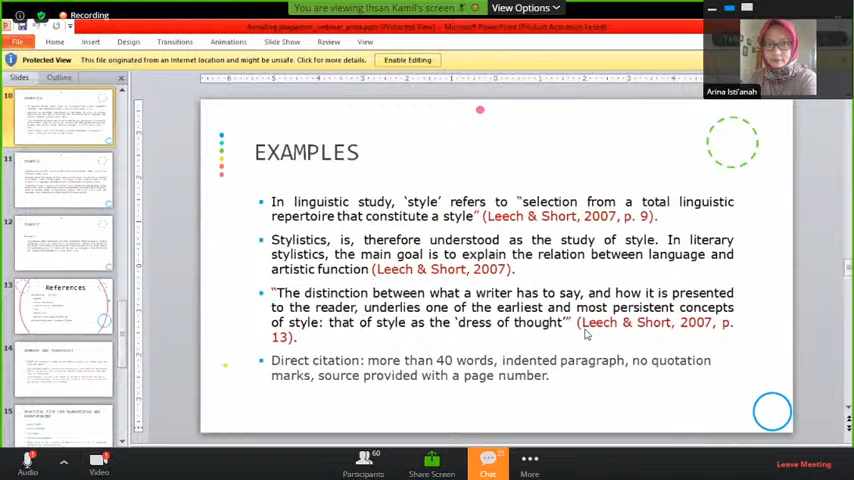 You are viewing Ihsan Kamil's screen
View Options
Recording
Avoiding plagiarism_webinar_arina.pptx [Protected View] - Microsoft PowerPoint (Product Activation Failed)
File Home Insert Design Transitions Animations Slide Show Review View
Protected View This file originated from an Internet location and might be unsafe. Click for more details. Enable Editing
Slides Outline
Arina Isti'anah
10
11
12
13
References
14
15
EXAMPLES
In linguistic study, ‘style’ refers to “selection from a total linguistic
repertoire that constitute a style” (Leech & Short, 2007, p. 9).
Stylistics, is, therefore understood as the study of style. In literary
stylistics, the main goal is to explain the relation between language and
artistic function (Leech & Short, 2007).
“The distinction between what a writer has to say, and how it is presented
to the reader, underlies one of the earliest and most persistent concepts
of style: that of style as the ‘dress of thought’” (Leech & Short, 2007, p.
13).
Direct citation: more than 40 words, indented paragraph, no quotation
marks, source provided with a page number.
Audio
Video
Participants
60
Share Screen
Chat
25
More
Leave Meeting